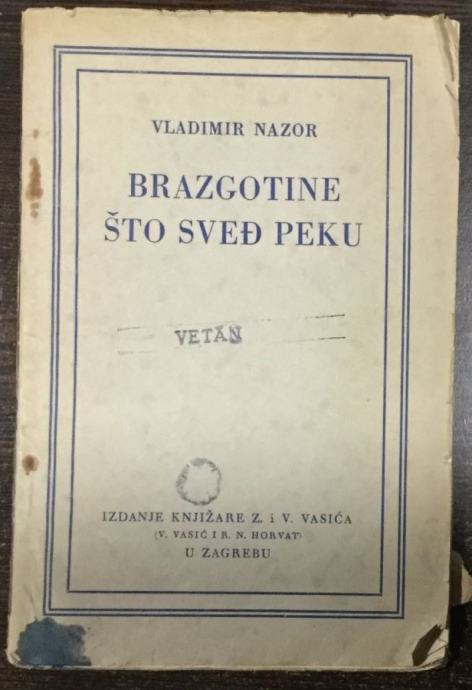 VLADIMIR NAZOR
BRAZGOTINE
ŠTO SVEĐ PEKU
VETAN
IZDANJE KNJIŽARE Z. i V. VASIĆA
(V. VASIĆ I R. N. HORVAT)
U ZAGREBU